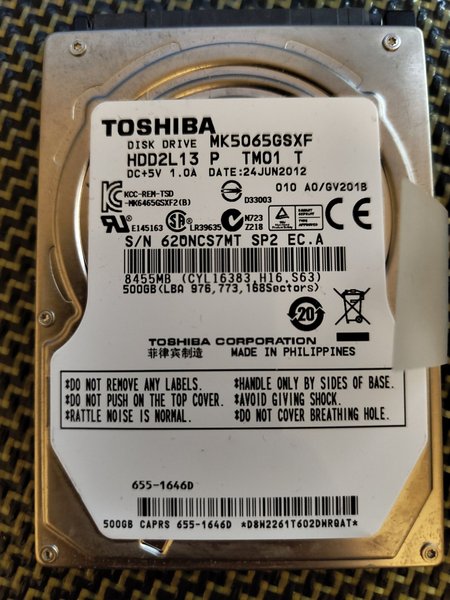 TOSHIBA
DISK DRIVE MK5065GSXF
HDD2L13 P TM01 T
DC+5V 1.0A DATE:24JUN2012
KCC-REM-TSD
-MK6465GSXF2(B)
010 A0/GV201B
D33003
E145163
LR39635
N723
Z218
S/N 620NCS7MT SP2 EC.A
8455MB (CYL16383,H16,S63)
500GB(LBA 976,773,168Sectors)
20
TOSHIBA CORPORATION
菲律宾制造 MADE IN PHILIPPINES
*DO NOT REMOVE ANY LABELS. *HANDLE ONLY BY SIDES OF BASE.
*DO NOT PUSH ON THE TOP COVER. *AVOID GIVING SHOCK.
*RATTLE NOISE IS NORMAL. *DO NOT COVER BREATHING HOLE.
655-1646D
500GB CAPRS 655-1646D *D8W2261T602DWRQAT*